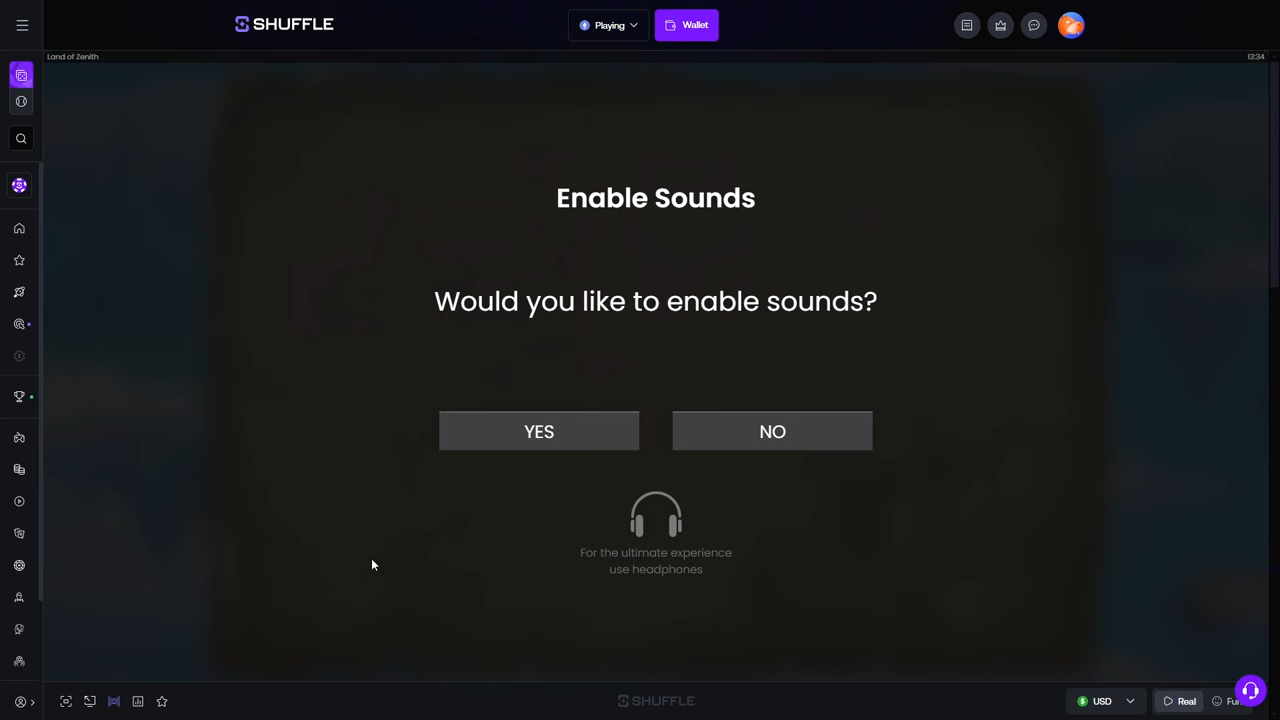 SHUFFLE
Playing
Wallet
Land of Zenith
13:34
Enable Sounds
Would you like to enable sounds?
YES
NO
For the ultimate experience
use headphones
SHUFFLE
USD
Real